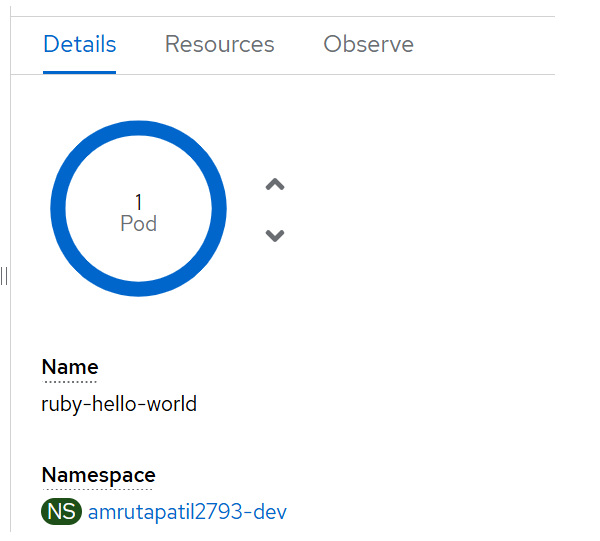 Details Resources Observe
1
Pod
Name
ruby-hello-world
Namespace
NS amrutapatil2793-dev